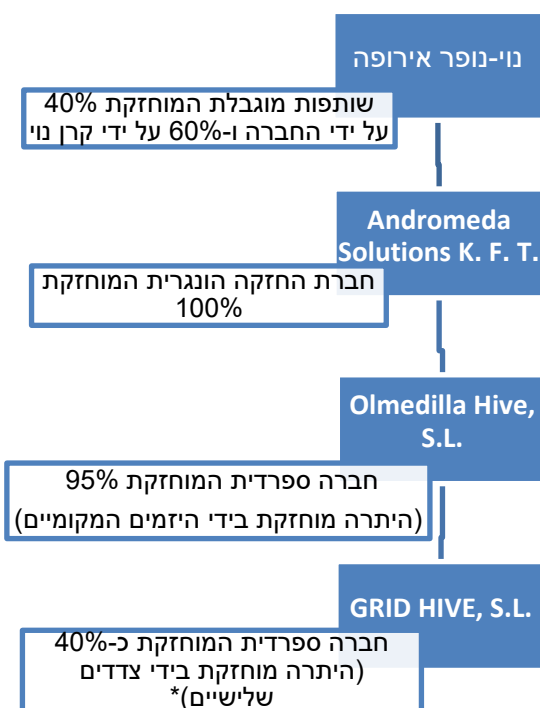 נוי-נופר אירופה
שותפות מוגבלת המוחזקת 40%
על ידי החברה ו-60% על ידי קרן נוי
Andromeda
Solutions K. F. T.
חברת החזקה הונגרית המוחזקת
100%
Olmedilla Hive,
S.L.
חברה ספרדית המוחזקת 95%
(היתרה מוחזקת בידי היזמים המקומיים)
GRID HIVE, S.L.
חברה ספרדית המוחזקת כ-40%
(היתרה מוחזקת בידי צדדים
שלישיים)*